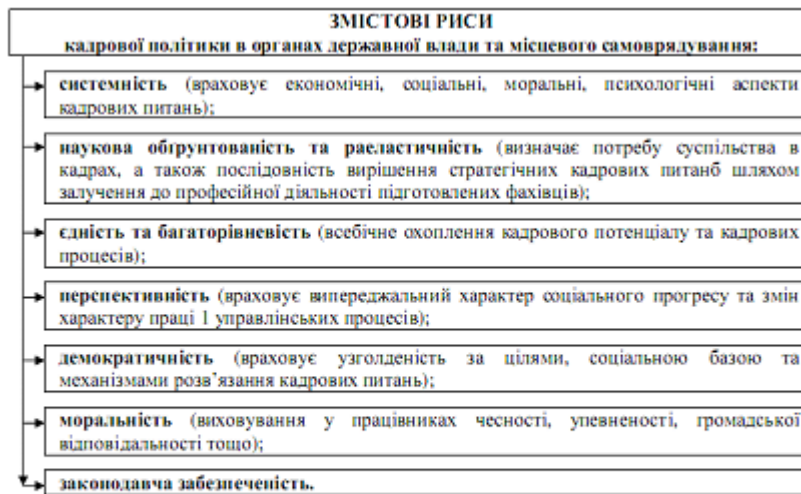 ЗМІСТОВІ РИСИ
кадрової політики в органах державної влади та місцевого самоврядування:
системність (враховує економічні, соціальні, моральні, психологічні аспекти
кадрових питань);
наукова обґрунтованість та раеластичність (визначає потребу суспільства в
кадрах, а також послідовність вирішення стратегічних кадрових питанб шляхом
залучення до професійної діяльності підготовлених фахівців);
єдність та багаторівневість (всебічне охоплення кадрового потенціалу та кадрових
процесів);
перспективність (враховує випереджальний характер соціального прогресу та змін
характеру праці 1 управлінських процесів);
демократичність (враховує узголденість за цілями, соціальною базою та
механізмами розв’язання кадрових питань);
моральність (виховування у працівниках чесності, упевненості, громадської
відповідальності тощо);
законодавча забезпеченість.